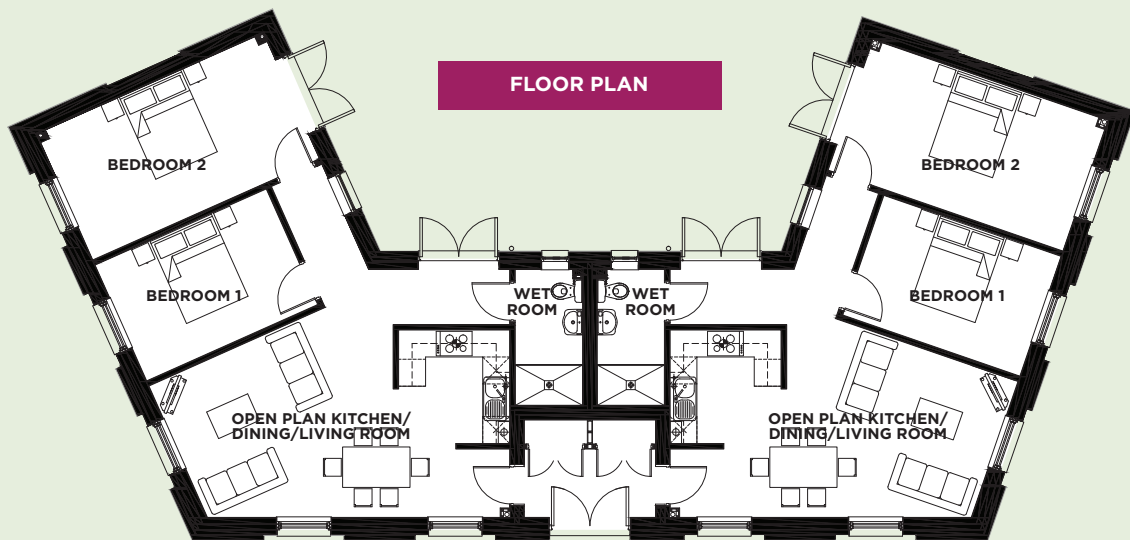 FLOOR PLAN
BEDROOM 2
BEDROOM 2
BEDROOM 1
WET
ROOM
WET
ROOM
BEDROOM 1
OPEN PLAN KITCHEN/
DINING/LIVING ROOM
OPEN PLAN KITCHEN/
DINING/LIVING ROOM